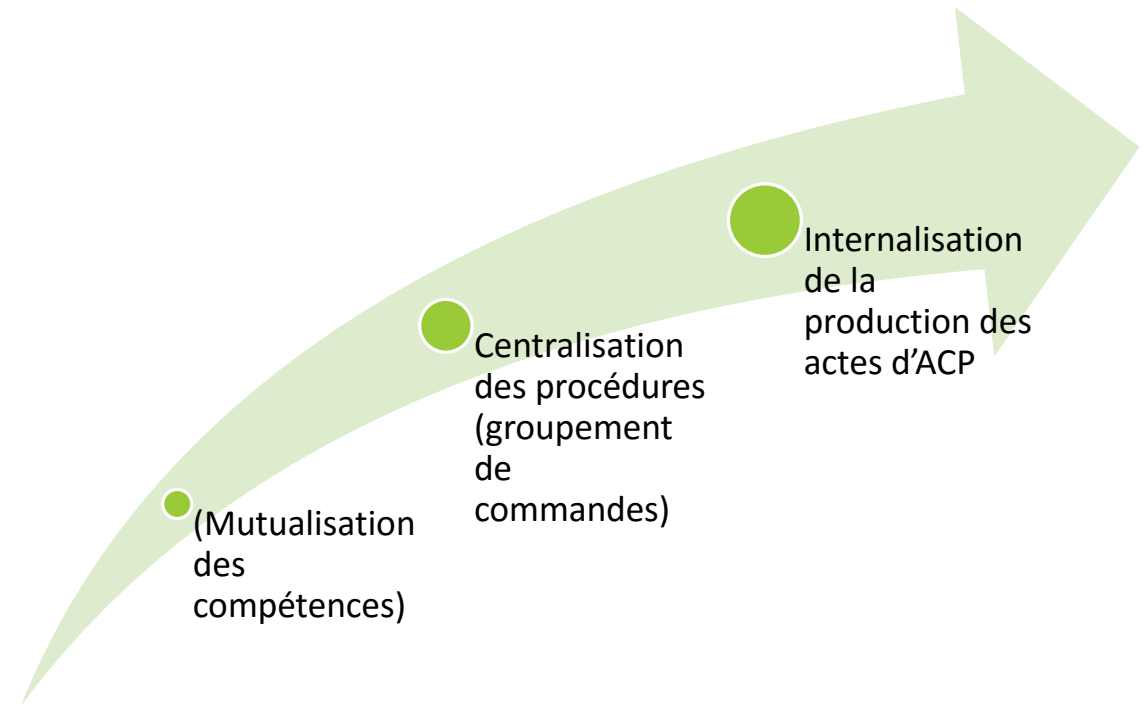 (Mutualisation
des
compétences)
Centralisation
des procédures
(groupement
de
commandes)
Internalisation
de la
production des
actes d’ACP